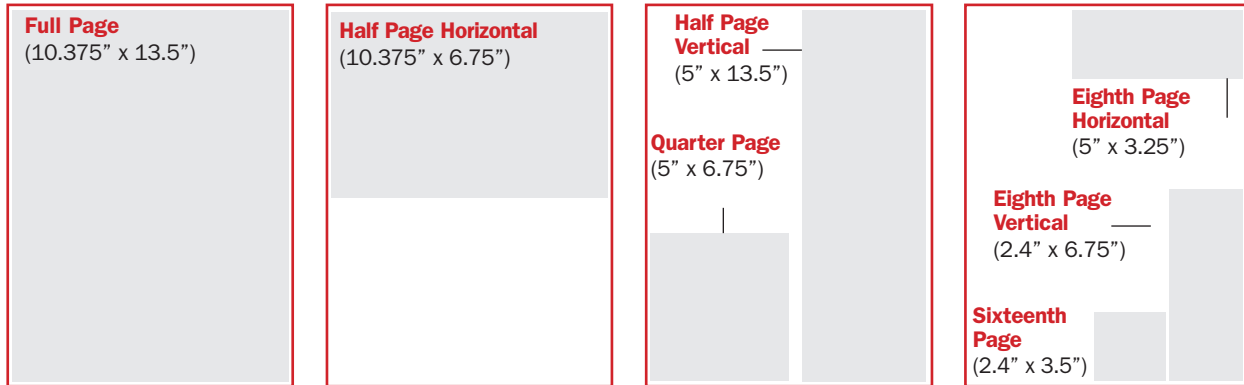 Full Page
(10.375” x 13.5”)
Half Page Horizontal
(10.375” x 6.75”)
Half Page
Vertical
(5” x 13.5”)
Quarter Page
(5” x 6.75”)
Eighth Page
Horizontal
(5” x 3.25”)
Eighth Page
Vertical
(2.4” x 6.75”)
Sixteenth
Page
(2.4” x 3.5”)